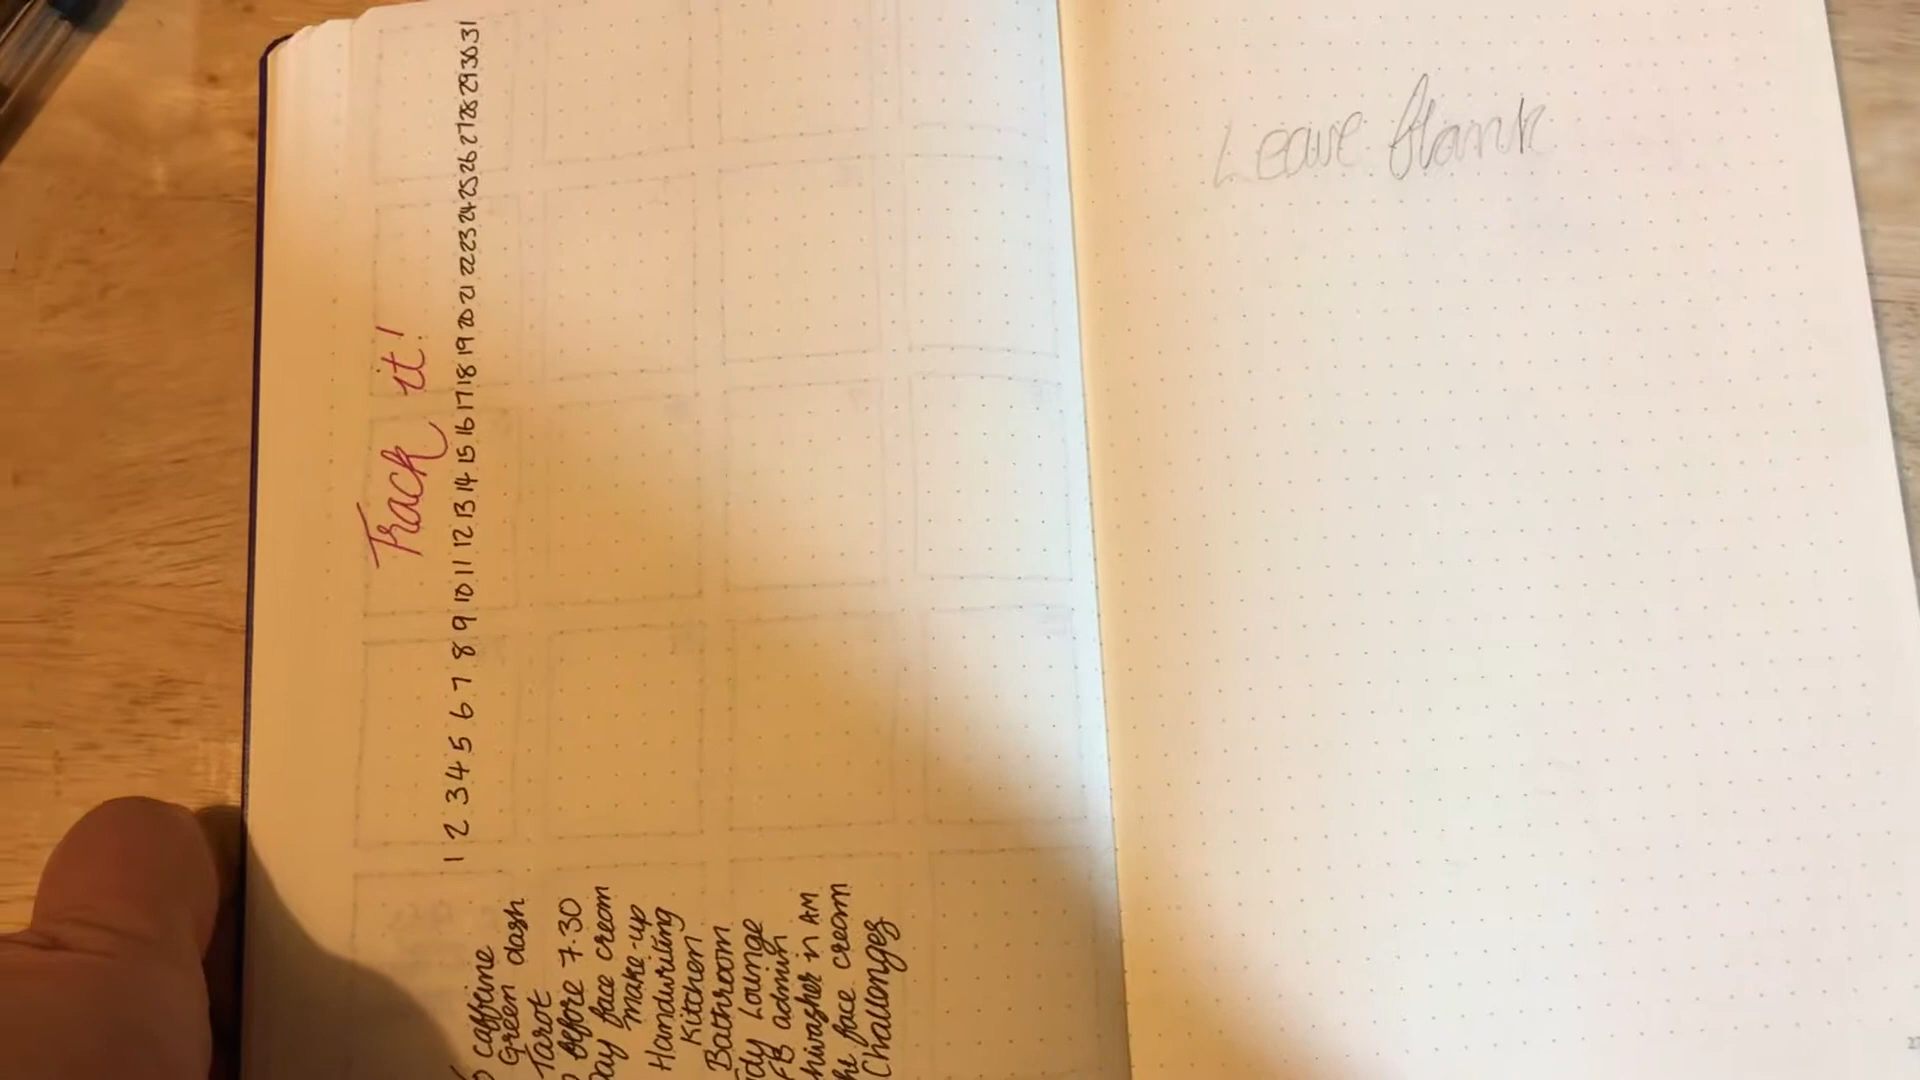 Track it!
1 2 3 4 5 6 7 8 9 10 11 12 13 14 15 16 17 18 19 20 21 22 23 24 25 26 27 28 29 30 31
caffeine
Green dash
Tarot
before 7.30
face cream
make-up
Handwriting
Kitchen
Bathroom
Lounge
FB admin
in AM
face cream
Challenges
Leave blank